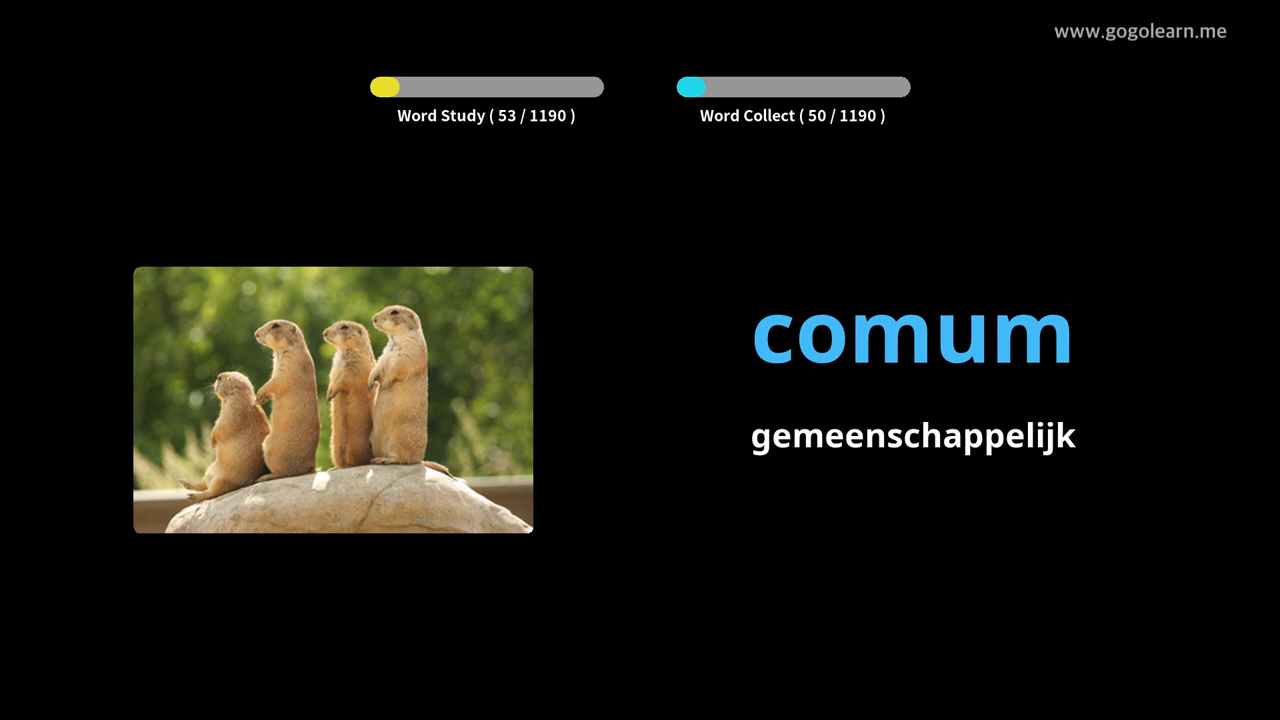 www.gogolearn.me
Word Study ( 53 / 1190 )
Word Collect ( 50 / 1190 )
comum
gemeenschappelijk